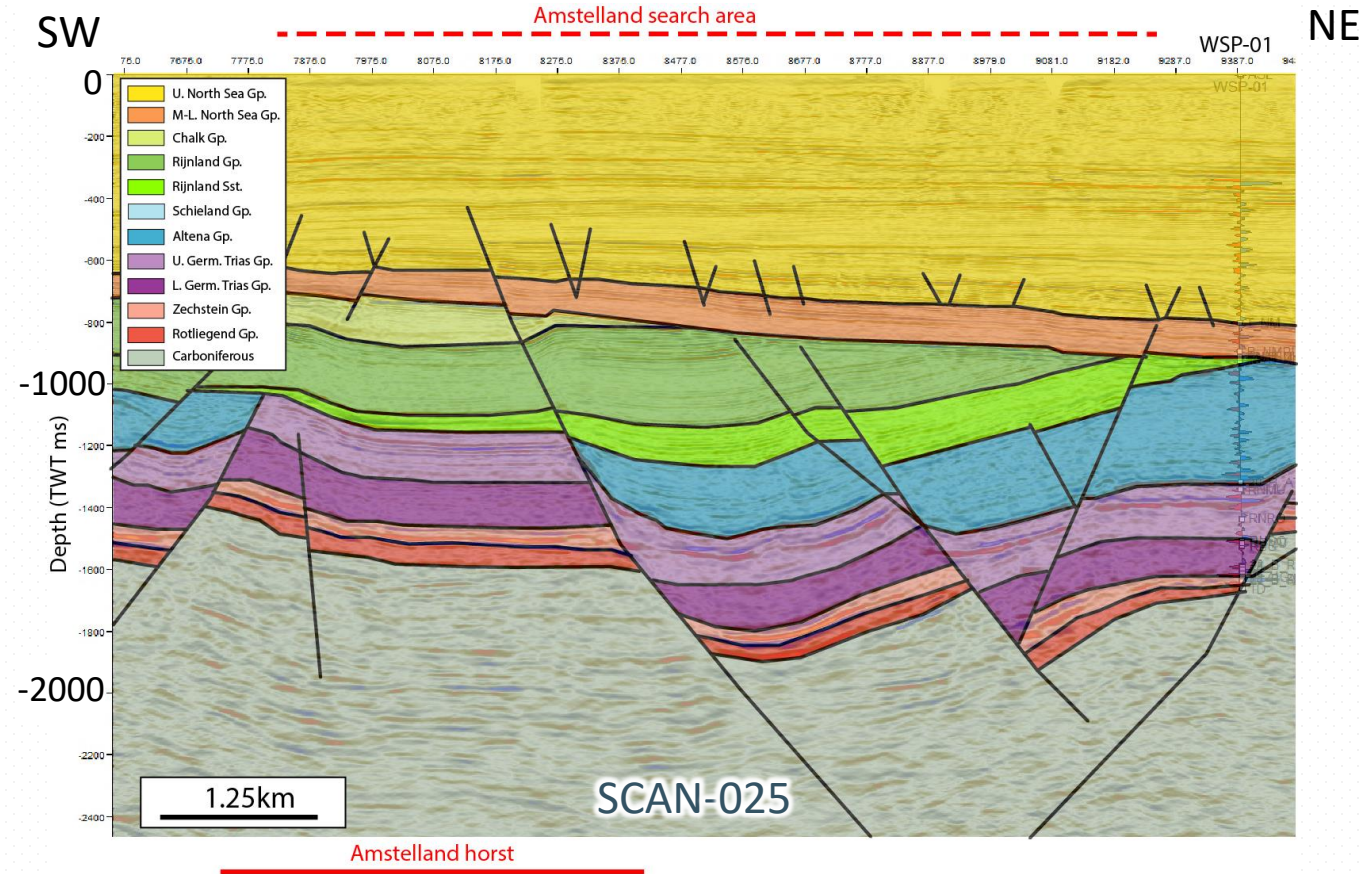 SW
Amstelland search area
NE
WSP-01
75.0 7676.0 7775.0 7876.0 7976.0 8075.0 8176.0 8276.0 8376.0 8477.0 8576.0 8677.0 8777.0 8877.0 8979.0 9081.0 9182.0 9287.0 9387.0
WSP-01
0
U. North Sea Gp.
M-L. North Sea Gp.
Chalk Gp.
Rijnland Gp.
Rijnland Sst.
Schieland Gp.
Altena Gp.
U. Germ. Trias Gp.
L. Germ. Trias Gp.
Zechstein Gp.
Rotliegend Gp.
Carboniferous
-200
-400
-600
-800
-1000
-1200
-1400
-1600
-1800
-2000
-2200
-2400
Depth (TWT ms)
1.25km
SCAN-025
Amstelland horst